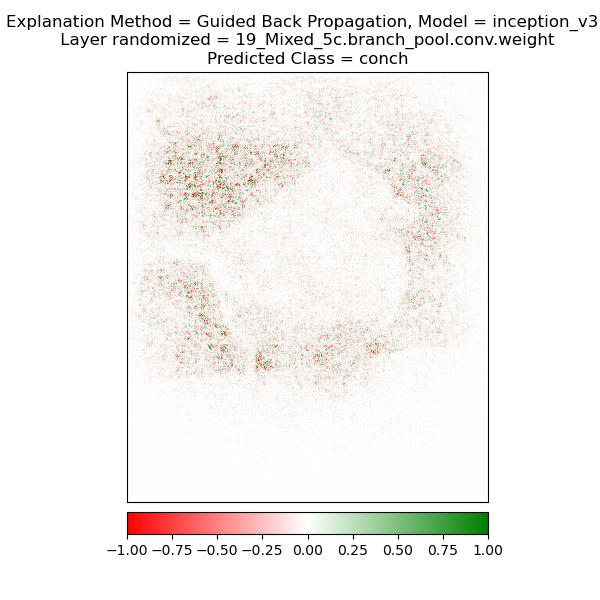 Explanation Method = Guided Back Propagation, Model = inception_v3
Layer randomized = 19_Mixed_5c.branch_pool.conv.weight
Predicted Class = conch
−1.00 −0.75 −0.50 −0.25 0.00 0.25 0.50 0.75 1.00